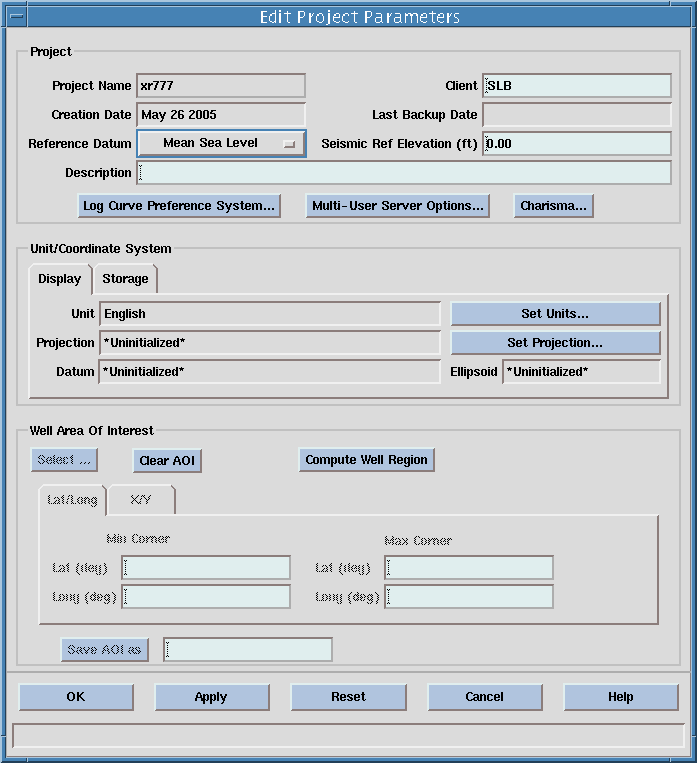 Edit Project Parameters
Project
Project Name xr777 Client SLB
Creation Date May 26 2005 Last Backup Date
Reference Datum Mean Sea Level Seismic Ref Elevation (ft) 0.00
Description
Log Curve Preference System... Multi-User Server Options... Charisma...
Unit/Coordinate System
Display Storage
Unit English Set Units...
Projection *Uninitialized* Set Projection...
Datum *Uninitialized* Ellipsoid *Uninitialized*
Well Area Of Interest
Select ... Clear AOI Compute Well Region
Lat/Long X/Y
Min Corner Max Corner
Lat (deg) Lat (deg)
Long (deg) Long (deg)
Save AOI as
OK Apply Reset Cancel Help